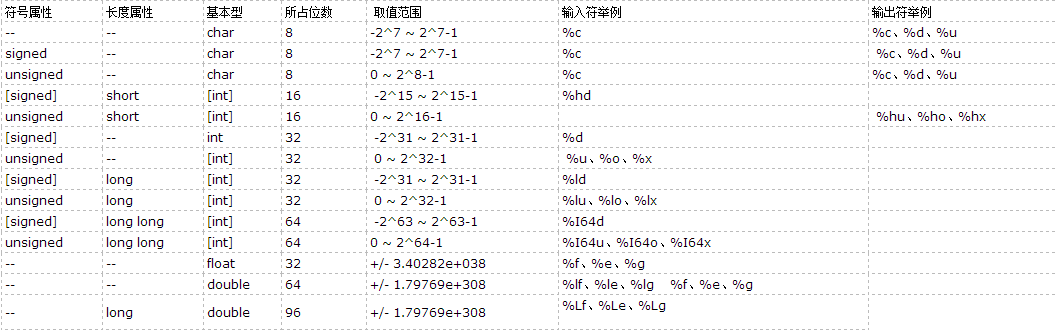 符号属性 长度属性 基本型 所占位数 取值范围 输入符举例 输出符举例
-- -- char 8 -2^7 ~ 2^7-1 %c %c、%d、%u
signed -- char 8 -2^7 ~ 2^7-1 %c %c、%d、%u
unsigned -- char 8 0 ~ 2^8-1 %c %c、%d、%u
[signed] short [int] 16 -2^15 ~ 2^15-1 %hd
unsigned short [int] 16 0 ~ 2^16-1 %hu、%ho、%hx
[signed] -- int 32 -2^31 ~ 2^31-1 %d
unsigned -- [int] 32 0 ~ 2^32-1 %u、%o、%x
[signed] long [int] 32 -2^31 ~ 2^31-1 %ld
unsigned long [int] 32 0 ~ 2^32-1 %lu、%lo、%lx
[signed] long long [int] 64 -2^63 ~ 2^63-1 %I64d
unsigned long long [int] 64 0 ~ 2^64-1 %I64u、%I64o、%I64x
-- -- float 32 +/- 3.40282e+038 %f、%e、%g
-- -- double 64 +/- 1.79769e+308 %lf、%le、%lg %f、%e、%g
-- long double 96 +/- 1.79769e+308 %Lf、%Le、%Lg